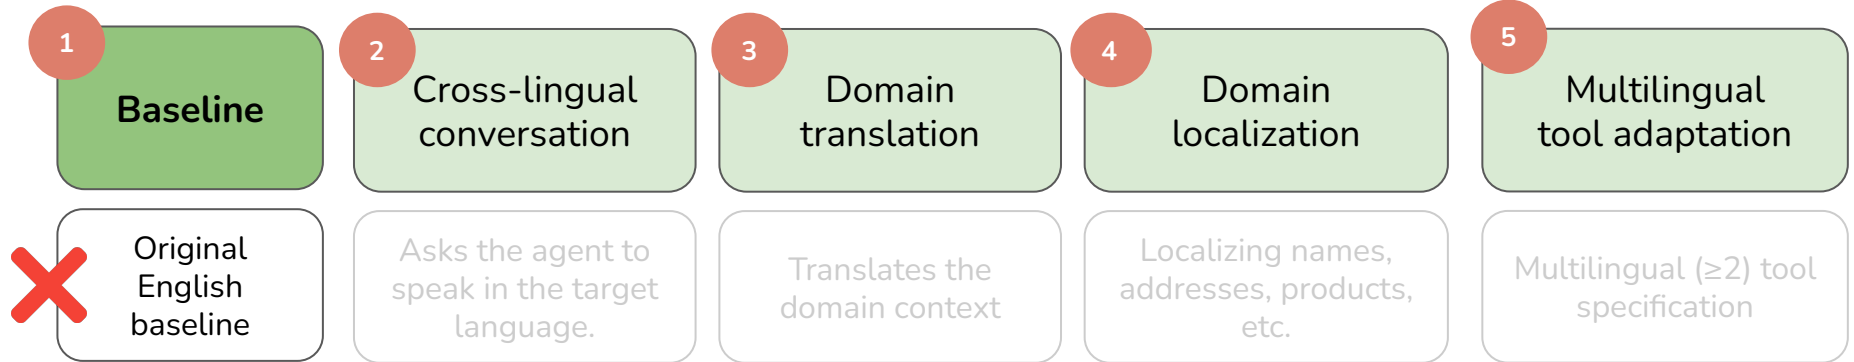 1
Baseline
2
Cross-lingual
conversation
3
Domain
translation
4
Domain
localization
5
Multilingual
tool adaptation
Original
English
baseline
Asks the agent to
speak in the target
language.
Translates the
domain context
Localizing names,
addresses, products,
etc.
Multilingual (≥2) tool
specification